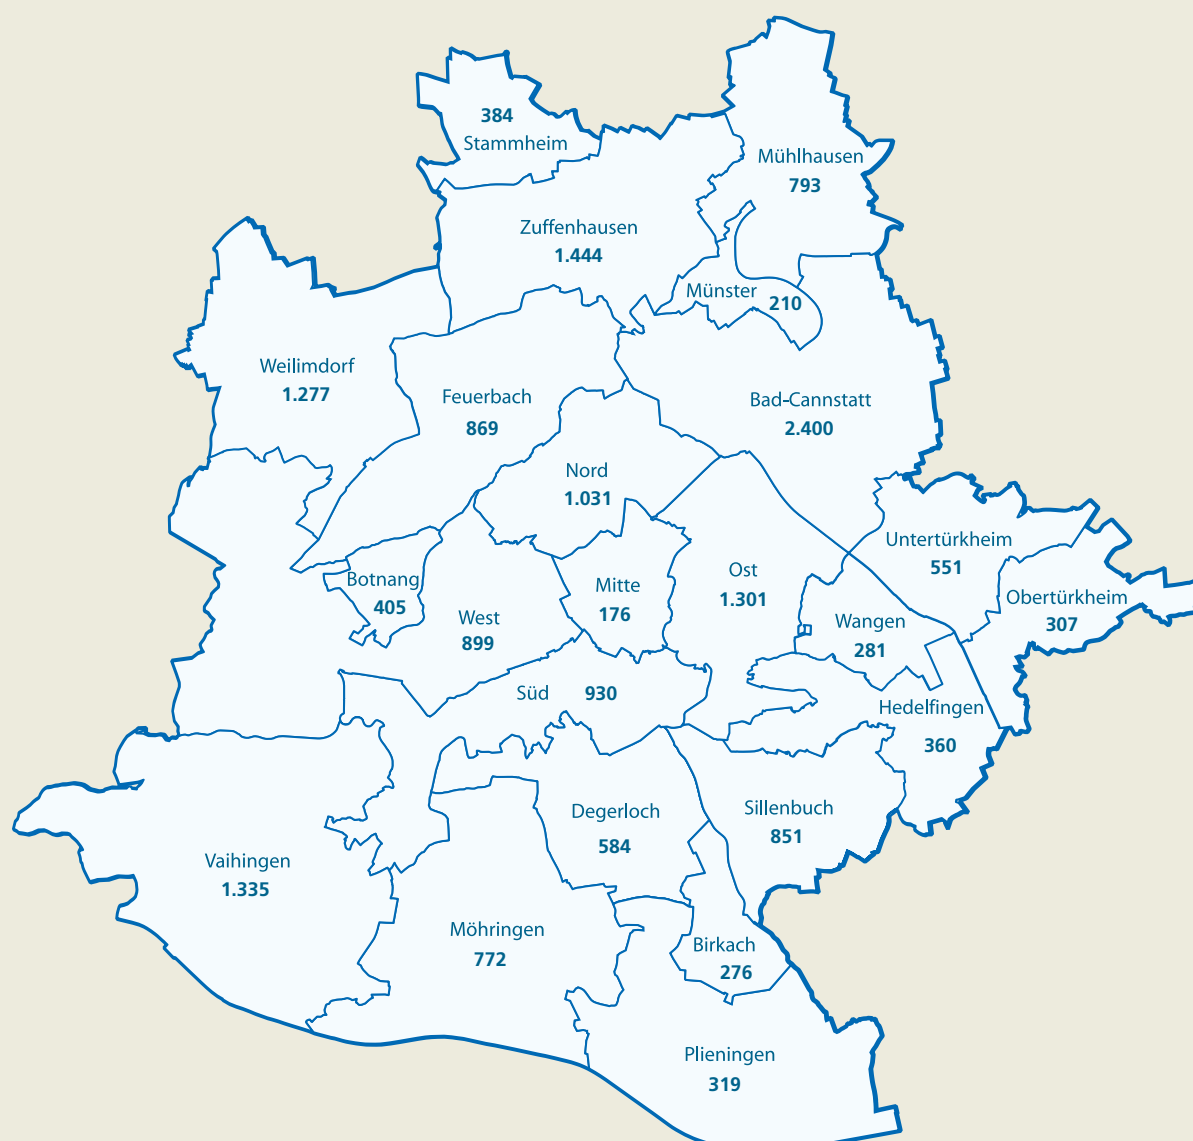 384
Stammheim
Mühlhausen
793
Zuffenhausen
1.444
Münster 210
Weilimdorf
1.277
Feuerbach
869
Bad-Cannstatt
2.400
Nord
1.031
Untertürkheim
551
Botnang
405
West
899
Mitte
176
Ost
1.301
Wangen
281
Obertürkheim
307
Süd 930
Hedelfingen
360
Degerloch
584
Sillenbuch
851
Vaihingen
1.335
Möhringen
772
Birkach
276
Plieningen
319